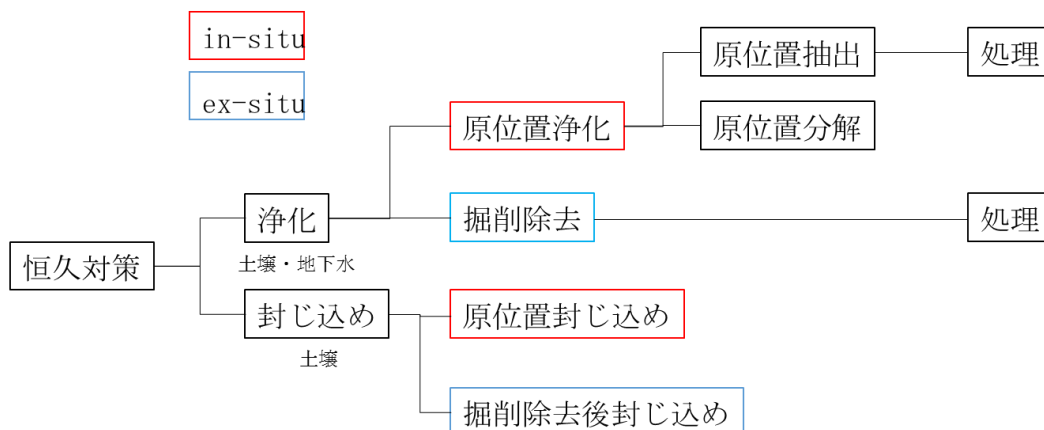 in-situ
ex-situ
原位置抽出
処理
原位置浄化
原位置分解
浄化
掘削除去
処理
土壌・地下水
恒久対策
封じ込め
原位置封じ込め
土壌
掘削除去後封じ込め